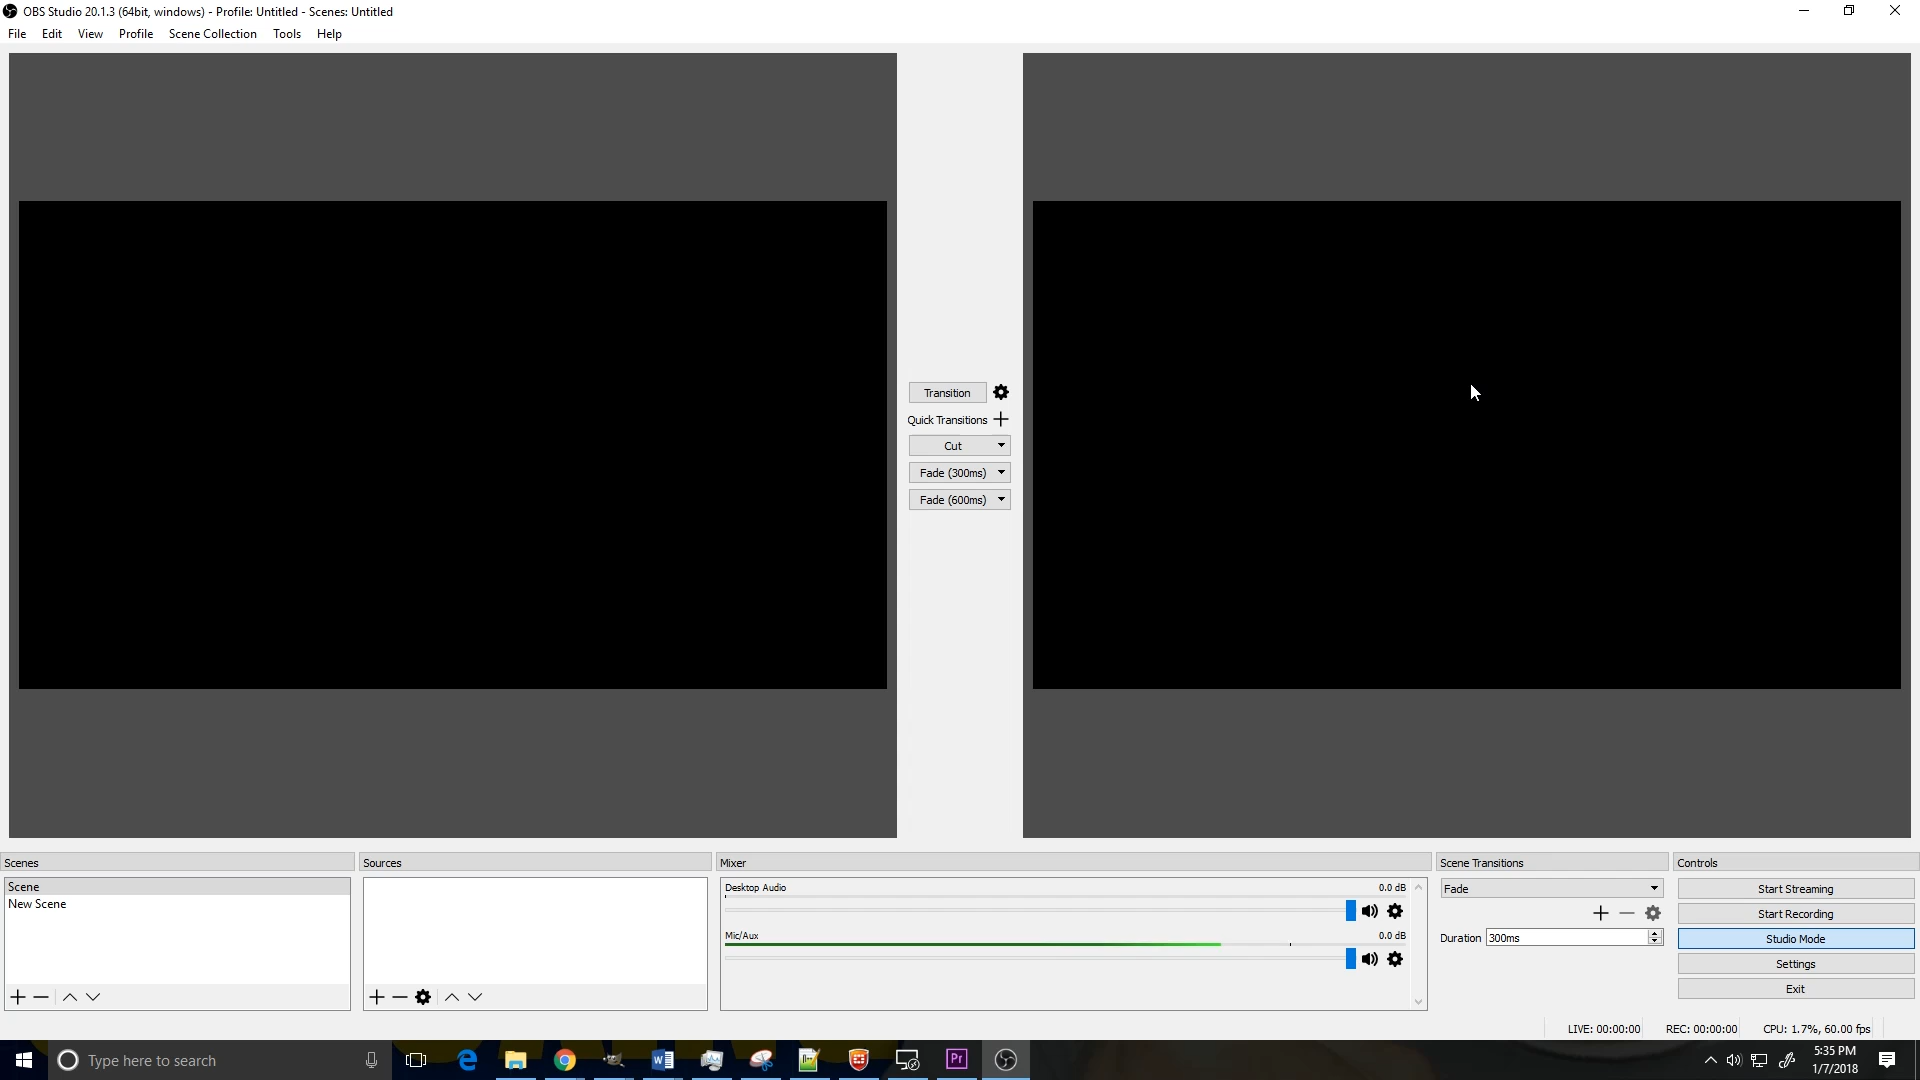 OBS Studio 20.1.3 (64bit, windows) - Profile: Untitled - Scenes: Untitled
File Edit View Profile Scene Collection Tools Help
Transition
Quick Transitions
Cut
Fade (300ms)
Fade (600ms)
Scenes
Scene
New Scene
Sources
Mixer
Desktop Audio 0.0 dB
Mic/Aux 0.0 dB
Scene Transitions
Fade
Duration 300ms
Controls
Start Streaming
Start Recording
Studio Mode
Settings
Exit
LIVE: 00:00:00 REC: 00:00:00 CPU: 1.7%, 60.00 fps
Type here to search
Pr
5:35 PM
1/7/2018